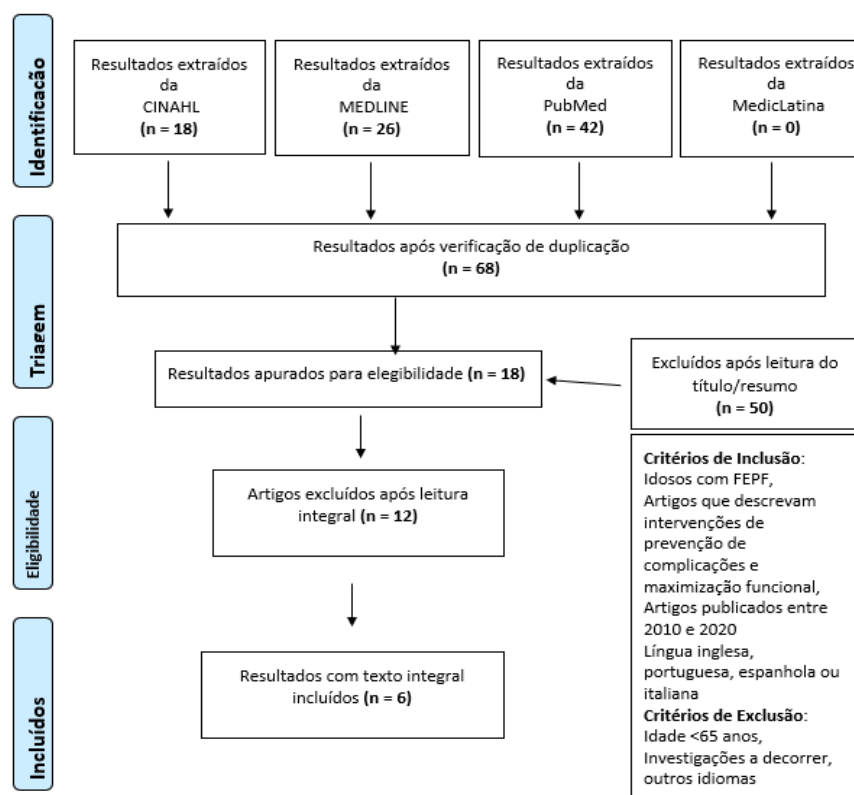 Identificação
Resultados extraídos
da
CINAHL
(n = 18)
Resultados extraídos
da
MEDLINE
(n = 26)
Resultados extraídos
da
PubMed
(n = 42)
Resultados extraídos
da
MedicLatina
(n = 0)
Triagem
Resultados após verificação de duplicação
(n = 68)
Resultados apurados para elegibilidade (n = 18)
Excluídos após leitura do
título/resumo
(n = 50)
Eligibilidade
Artigos excluídos após leitura
integral (n = 12)
Critérios de Inclusão:
Idosos com FEPF,
Artigos que descrevam
intervenções de
prevenção de
complicações e
maximização funcional,
Artigos publicados entre
2010 e 2020
Língua inglesa,
portuguesa, espanhola ou
italiana
Critérios de Exclusão:
Idade <65 anos,
Investigações a decorrer,
outros idiomas
Incluídos
Resultados com texto integral
incluídos (n = 6)